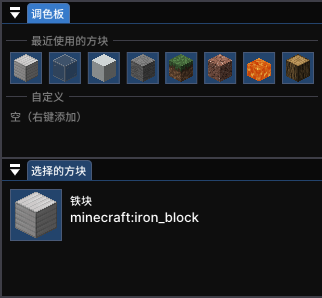 调色板
最近使用的方块
自定义
空（右键添加）
选择的方块
铁块
minecraft:iron_block